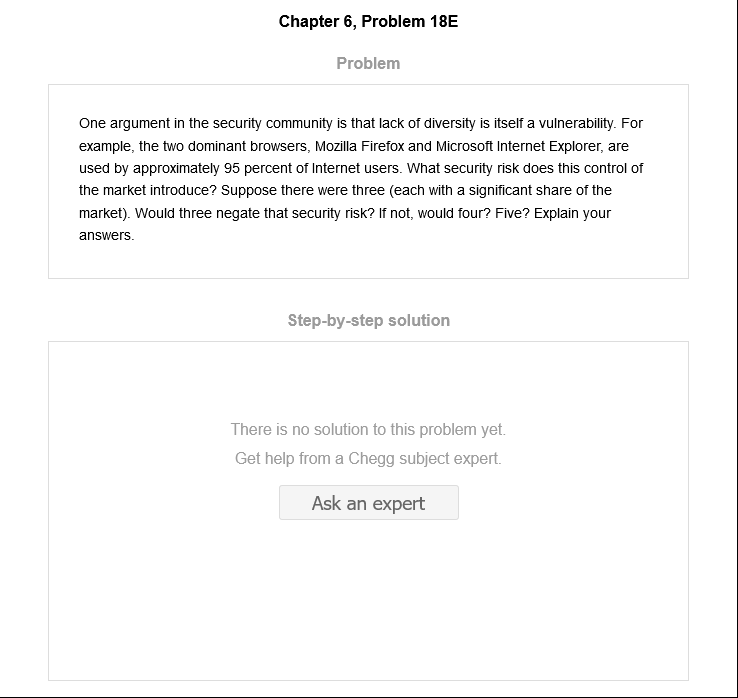 Chapter 6, Problem 18E
Problem
One argument in the security community is that lack of diversity is itself a vulnerability. For
example, the two dominant browsers, Mozilla Firefox and Microsoft Internet Explorer, are
used by approximately 95 percent of Internet users. What security risk does this control of
the market introduce? Suppose there were three (each with a significant share of the
market). Would three negate that security risk? If not, would four? Five? Explain your
answers.
Step-by-step solution
There is no solution to this problem yet.
Get help from a Chegg subject expert.
Ask an expert